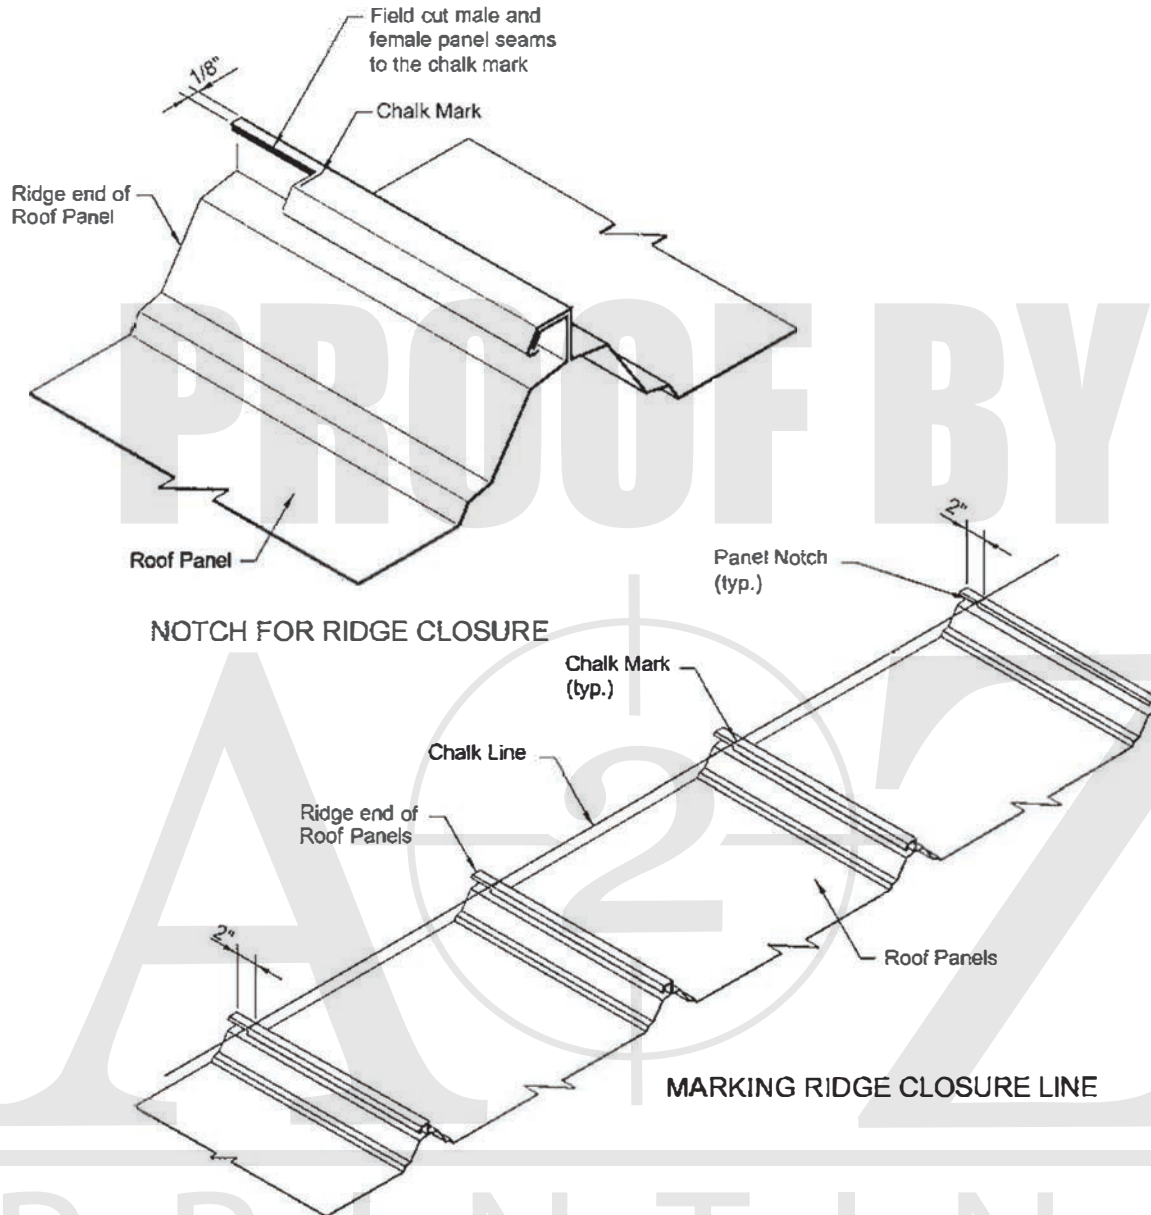 Field cut male and
female panel seams
to the chalk mark
1/8"
Chalk Mark
Ridge end of
Roof Panel
PROOF BY
Roof Panel
NOTCH FOR RIDGE CLOSURE
2"
Panel Notch
(typ.)
Chalk Mark
(typ.)
Chalk Line
Ridge end of
Roof Panels
A2Z
2"
Roof Panels
MARKING RIDGE CLOSURE LINE
PRINTIN